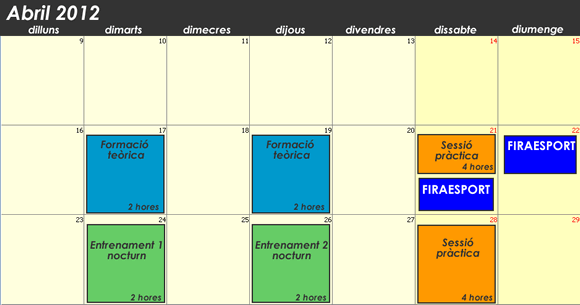 Abril 2012
dilluns dimarts dimecres dijous divendres dissabte diumenge
9 10 11 12 13 14 15
16 17 18 19 20 21 22
Formació
teòrica
2 hores
Formació
teòrica
2 hores
Sessió
pràctica
4 hores
FIRAESPORT
FIRAESPORT
23 24 25 26 27 28 29
Entrenament 1
nocturn
2 hores
Entrenament 2
nocturn
2 hores
Sessió
pràctica
4 hores